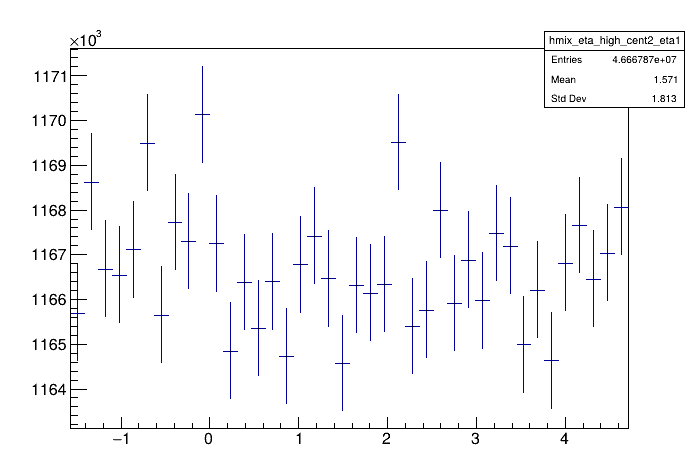 ×10³
hmix_eta_high_cent2_eta1
Entries 4.666787e+07
Mean 1.571
Std Dev 1.813
1171
1170
1169
1168
1167
1166
1165
1164
−1 0 1 2 3 4